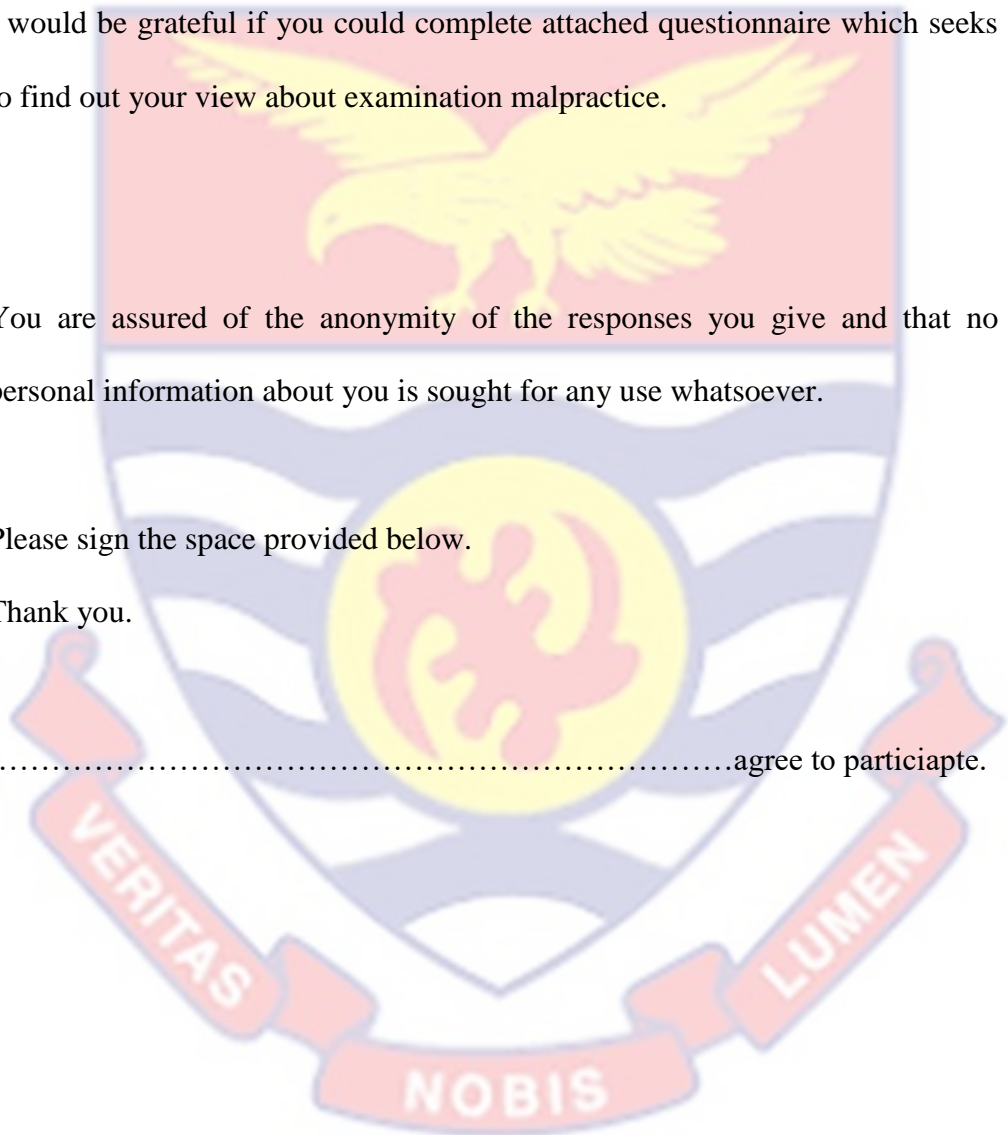 would be grateful if you could complete attached questionnaire which seeks
o find out your view about examination malpractice.
You are assured of the anonymity of the responses you give and that no
personal information about you is sought for any use whatsoever.
Please sign the space provided below.
Thank you.
…………………………………………………………………agree to particiapte.
VERITAS
NOBIS
LUMEN